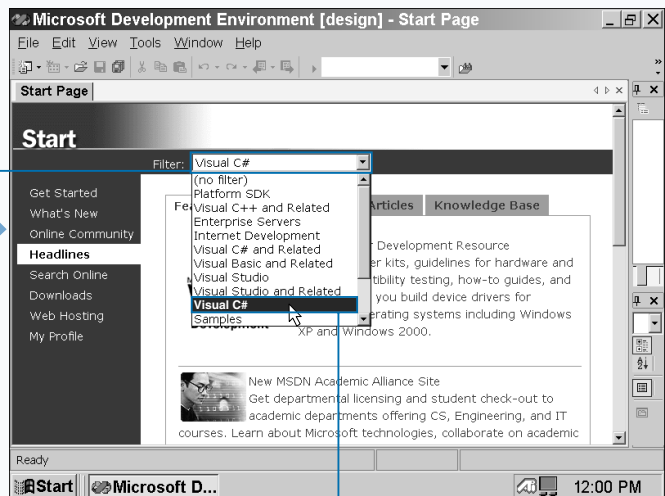 Microsoft Development Environment [design] - Start Page
File Edit View Tools Window Help
Start Page
Start
Filter: Visual C#
(no filter)
Platform SDK
Visual C++ and Related
Enterprise Servers
Internet Development
Visual C# and Related
Visual Basic and Related
Visual Studio
Visual Studio and Related
Visual C#
Samples
Get Started
What's New
Online Community
Headlines
Search Online
Downloads
Web Hosting
My Profile
Articles Knowledge Base
Development Resource
kits, guidelines for hardware and
testing, how-to guides, and
you build device drivers for
systems including Windows
XP and Windows 2000.
New MSDN Academic Alliance Site
Get departmental licensing and student check-out to
academic departments offering CS, Engineering, and IT
courses. Learn about Microsoft technologies, collaborate on academic
Ready
Start Microsoft D... 12:00 PM